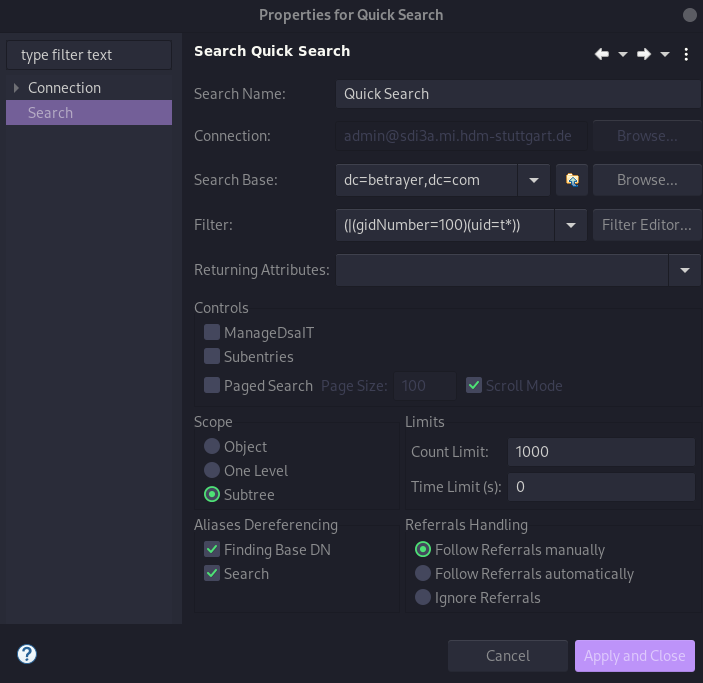 Properties for Quick Search
type filter text
Connection
Search
Search Quick Search
Search Name: Quick Search
Connection: admin@sdi3a.mi.hdm-stuttgart.de Browse...
Search Base: dc=betrayer,dc=com Browse...
Filter: (|(gidNumber=100)(uid=t*)) Filter Editor...
Returning Attributes:
Controls
ManageDsaIT
Subentries
Paged Search Page Size: 100 Scroll Mode
Scope
Object
One Level
Subtree
Limits
Count Limit: 1000
Time Limit (s): 0
Aliases Dereferencing
Finding Base DN
Search
Referrals Handling
Follow Referrals manually
Follow Referrals automatically
Ignore Referrals
?
Cancel Apply and Close